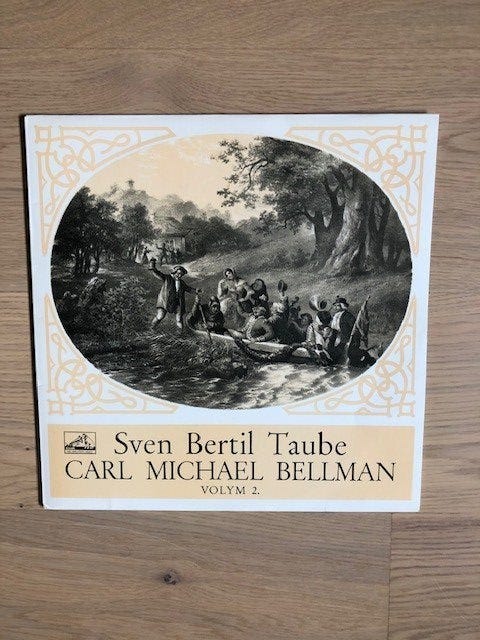 Sven Bertil Taube
CARL MICHAEL BELLMAN
VOLYM 2.